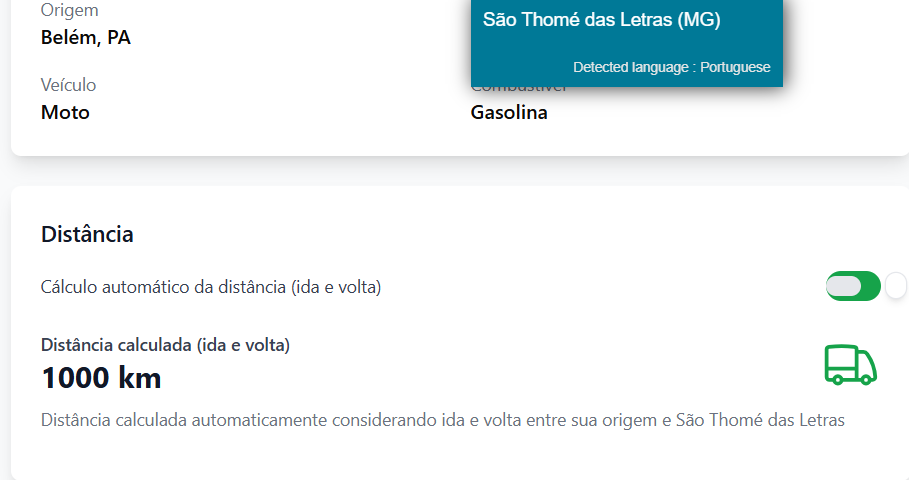 Origem
Belém, PA
São Thomé das Letras (MG)
Detected language : Portuguese
Veículo
Moto
Combustível
Gasolina
Distância
Cálculo automático da distância (ida e volta)
Distância calculada (ida e volta)
1000 km
Distância calculada automaticamente considerando ida e volta entre sua origem e São Thomé das Letras